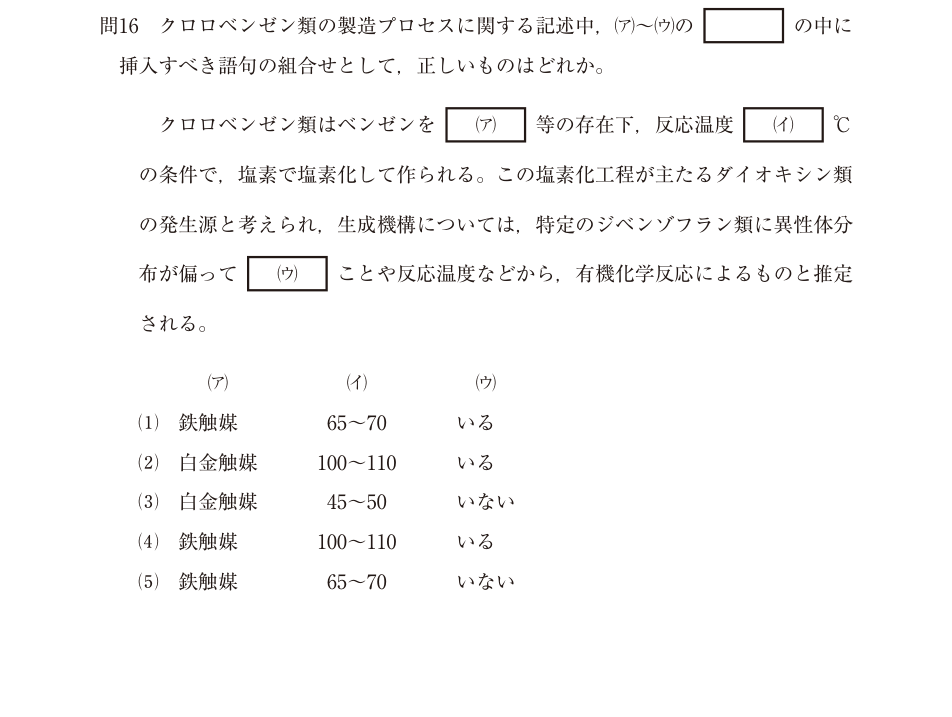 問16 クロロベンゼン類の製造プロセスに関する記述中，㋐～㋒の の中に
挿入すべき語句の組合せとして，正しいものはどれか。
クロロベンゼン類はベンゼンを (ア) 等の存在下，反応温度 (イ) ℃
の条件で，塩素で塩素化して作られる。この塩素化工程が主たるダイオキシン類
の発生源と考えられ，生成機構については，特定のジベンゾフラン類に異性体分
布が偏って (ウ) ことや反応温度などから，有機化学反応によるものと推定
される。
(ア) (イ) (ウ)
(1) 鉄触媒 65～70 いる
(2) 白金触媒 100～110 いる
(3) 白金触媒 45～50 いない
(4) 鉄触媒 100～110 いる
(5) 鉄触媒 65～70 いない